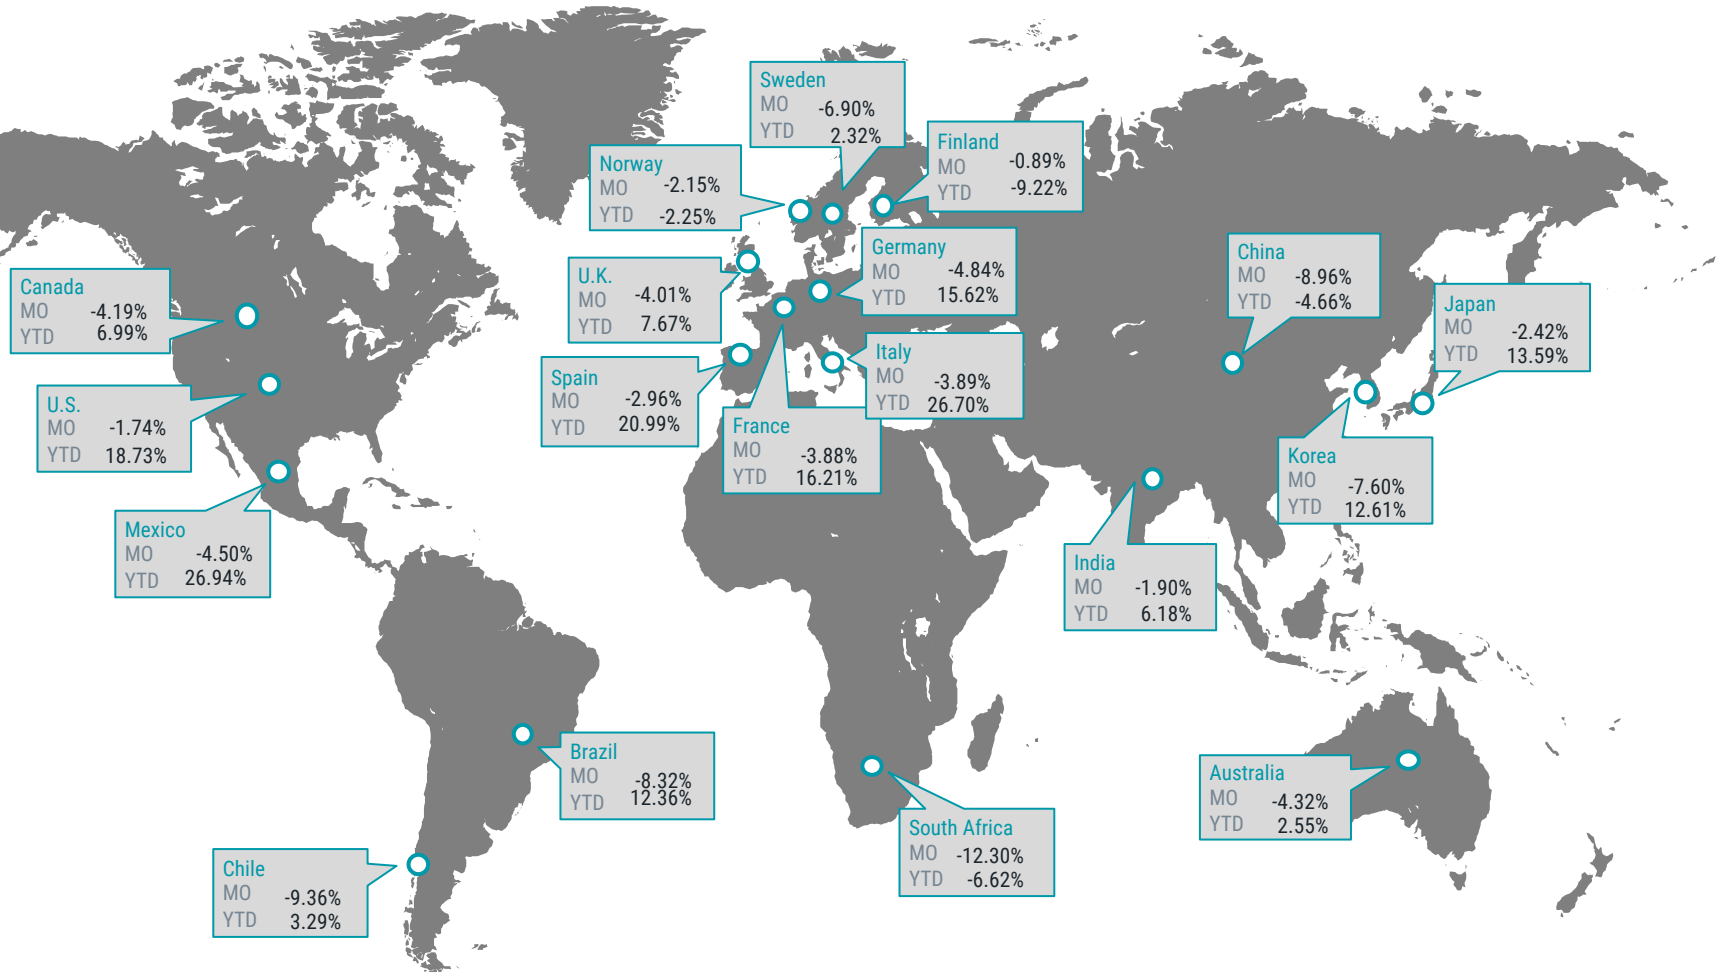 Sweden
MO -6.90%
YTD 2.32%
Finland
MO -0.89%
YTD -9.22%
Norway
MO -2.15%
YTD -2.25%
Germany
MO -4.84%
YTD 15.62%
China
MO -8.96%
YTD -4.66%
U.K.
MO -4.01%
YTD 7.67%
Canada
MO -4.19%
YTD 6.99%
Japan
MO -2.42%
YTD 13.59%
Italy
MO -3.89%
YTD 26.70%
Spain
MO -2.96%
YTD 20.99%
U.S.
MO -1.74%
YTD 18.73%
France
MO -3.88%
YTD 16.21%
Korea
MO -7.60%
YTD 12.61%
Mexico
MO -4.50%
YTD 26.94%
India
MO -1.90%
YTD 6.18%
Brazil
MO -8.32%
YTD 12.36%
Australia
MO -4.32%
YTD 2.55%
South Africa
MO -12.30%
YTD -6.62%
Chile
MO -9.36%
YTD 3.29%